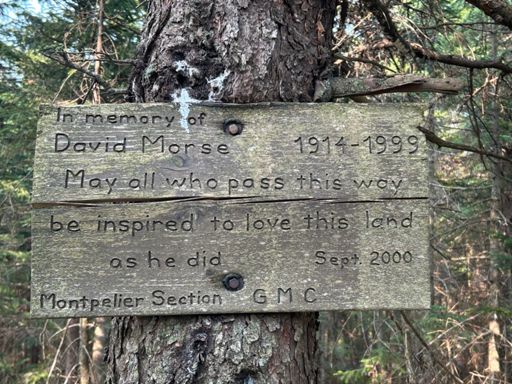 In memory of
David Morse 1914-1999
May all who pass this way
be inspired to love this land
as he did Sept. 2000
Montpelier Section G M C